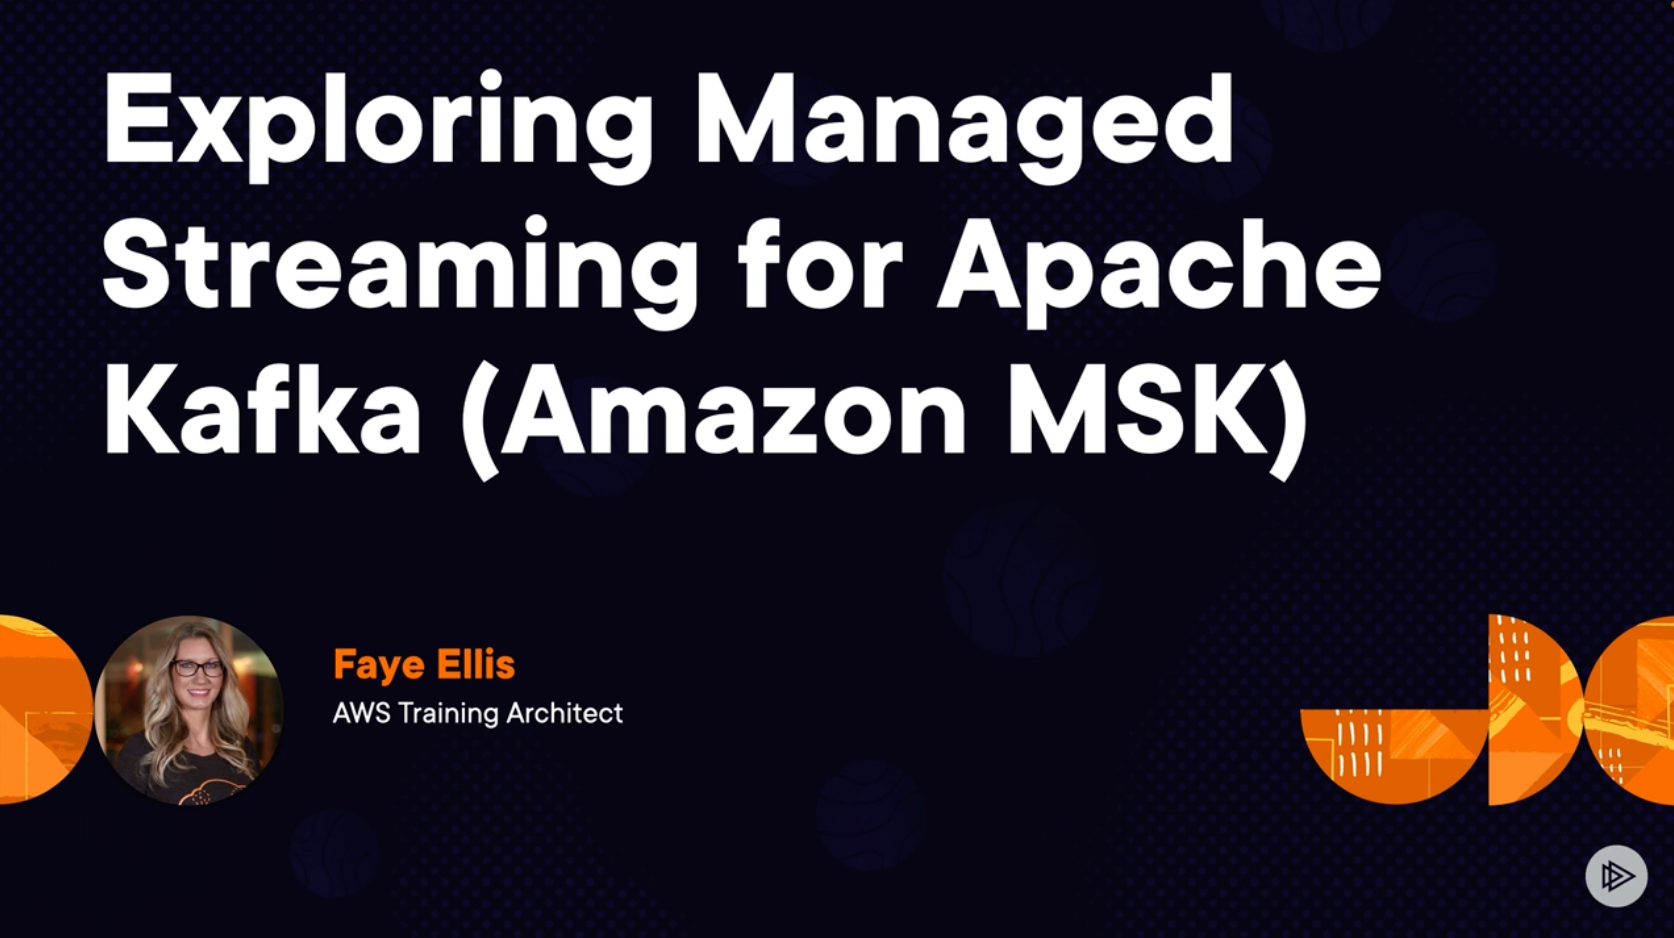 Exploring Managed
Streaming for Apache
Kafka (Amazon MSK)
Faye Ellis
AWS Training Architect